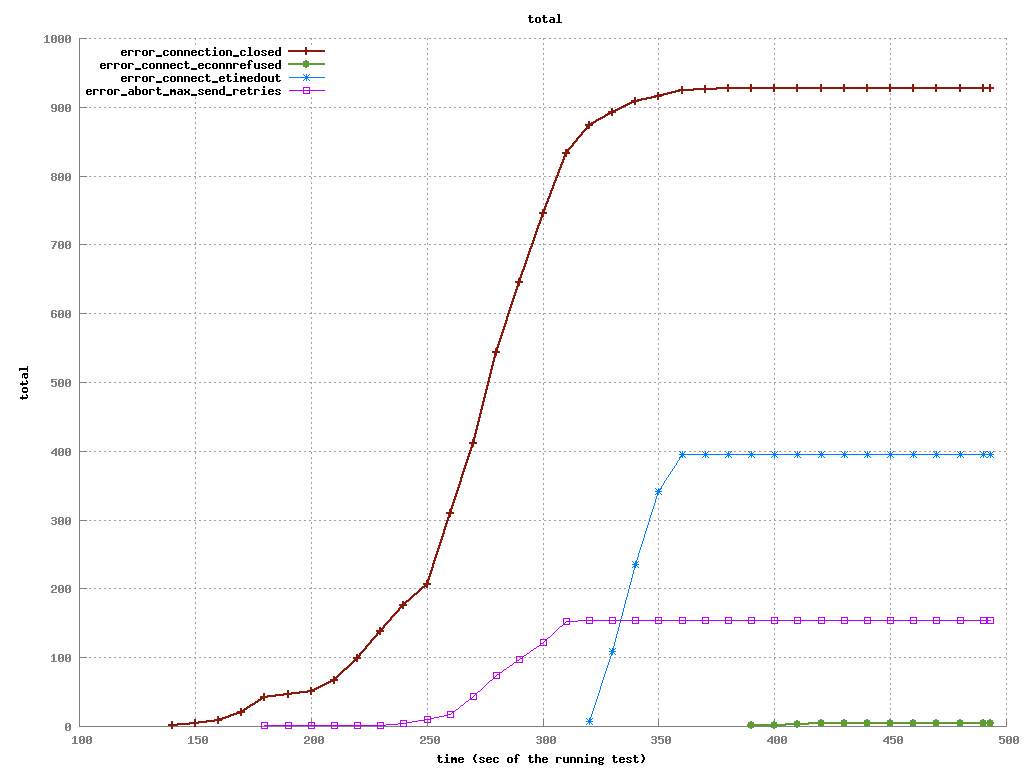 total
1000
900
800
700
600
500
400
300
200
100
0
error_connection_closed
error_connect_econnrefused
error_connect_etimedout
error_abort_max_send_retries
total
100 150 200 250 300 350 400 450 500
time (sec of the running test)